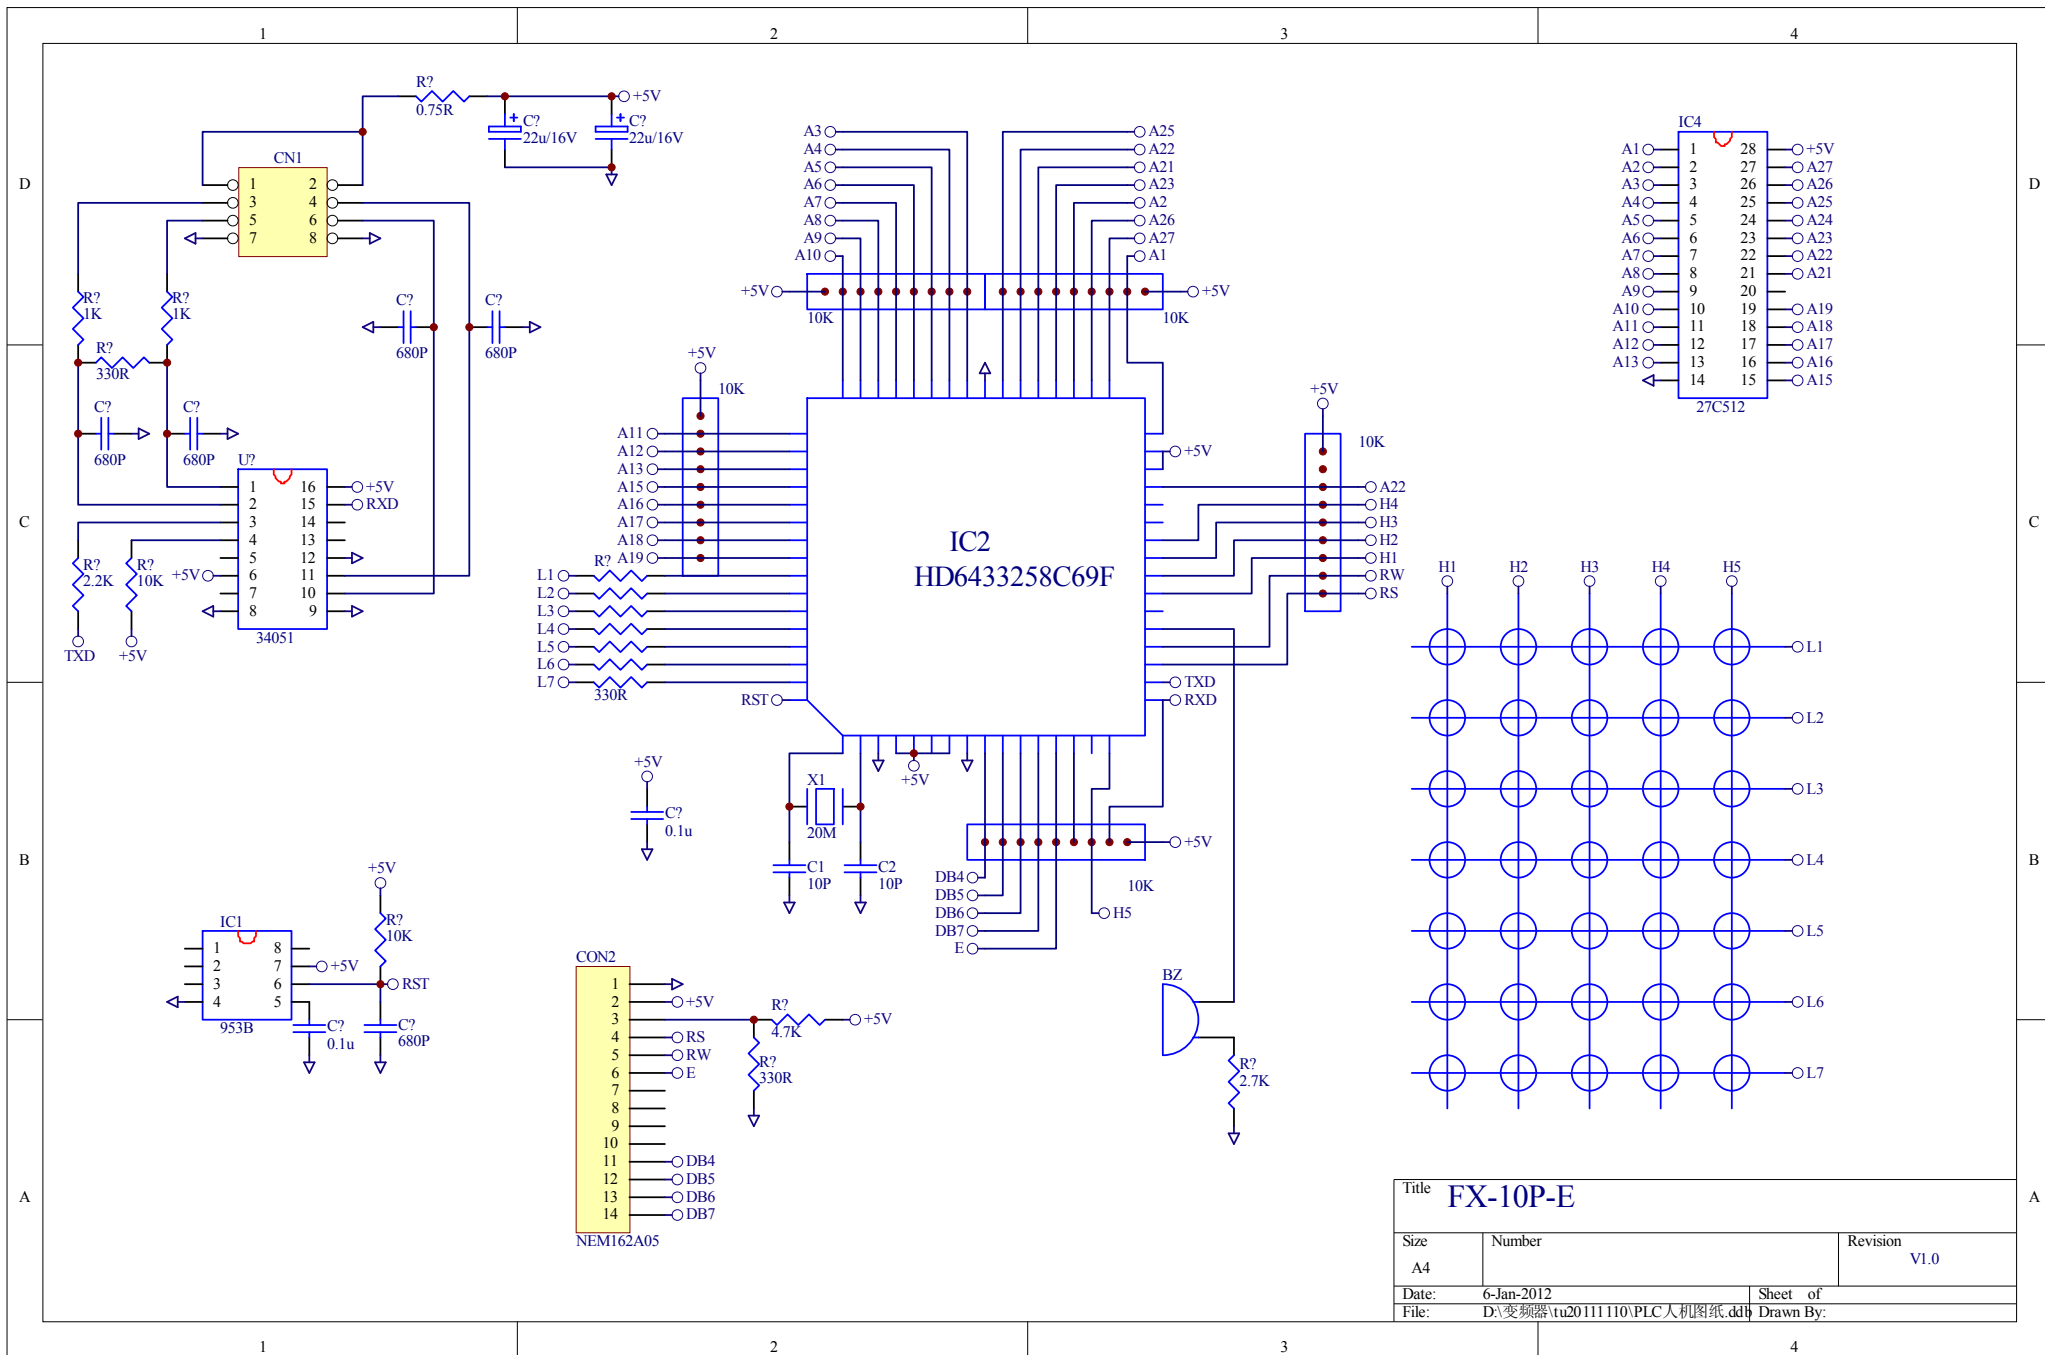 1 2 3 4
D
C
B
A
D
C
B
A
1 2 3 4
R?
0.75R
+5V
C?
22u/16V
C?
22u/16V
CN1
1 2
3 4
5 6
7 8
R?
1K
R?
1K
R?
330R
C?
680P
C?
680P
C?
680P
C?
680P
U?
1 16 +5V
2 15 RXD
3 14
4 13
5 12
+5V 6 11
7 10
8 9
34051
R?
2.2K
R?
10K
TXD
+5V
A3
A4
A5
A6
A7
A8
A9
A10
A25
A22
A21
A23
A2
A26
A27
A1
+5V
10K
+5V
10K
+5V
10K
A11
A12
A13
A15
A16
A17
A18
A19
R?
L1
L2
L3
L4
L5
L6
L7
330R
RST
IC2
HD6433258C69F
+5V
+5V
10K
A22
H4
H3
H2
H1
RW
RS
TXD
RXD
+5V
X1
20M
C1
10P
C2
10P
+5V
C?
0.1u
+5V
10K
DB4
DB5
DB6
DB7
E
H5
IC4
A1 1 28 +5V
A2 2 27 A27
A3 3 26 A26
A4 4 25 A25
A5 5 24 A24
A6 6 23 A23
A7 7 22 A22
A8 8 21 A21
A9 9 20
A10 10 19 A19
A11 11 18 A18
A12 12 17 A17
A13 13 16 A16
14 15 A15
27C512
H1 H2 H3 H4 H5
L1
L2
L3
L4
L5
L6
L7
+5V
R?
10K
IC1
1 8
2 7 +5V
3 6 RST
4 5
953B
C?
0.1u
C?
680P
CON2
1
2 +5V
3
4 RS
5 RW
6 E
7
8
9
10
11 DB4
12 DB5
13 DB6
14 DB7
NEM162A05
R?
4.7K
+5V
R?
330R
BZ
R?
2.7K
Title FX-10P-E
Size
A4
Number
Revision
V1.0
Date: 6-Jan-2012 Sheet of
File: D:\变频器\tu20111110\PLC人机图纸.ddb Drawn By: